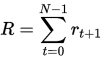 R = \sum_{t=0}^{N-1} r_{t+1}